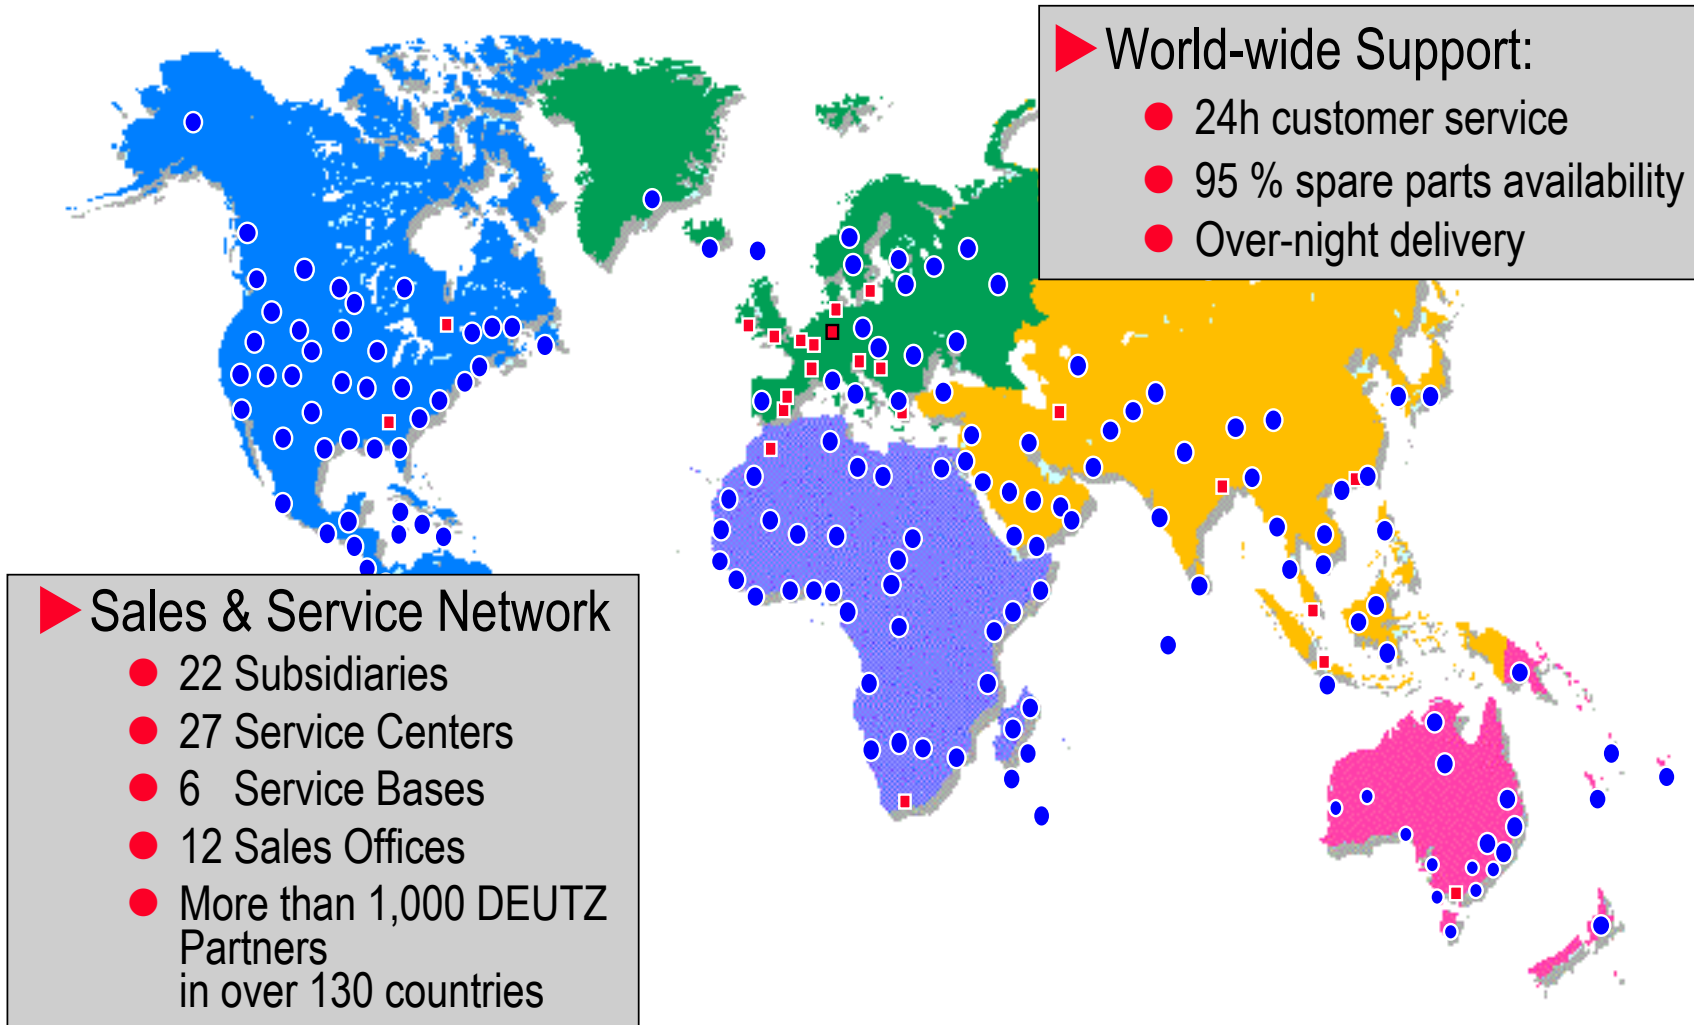 World-wide Support:
24h customer service
95 % spare parts availability
Over-night delivery
Sales & Service Network
22 Subsidiaries
27 Service Centers
6 Service Bases
12 Sales Offices
More than 1,000 DEUTZ
Partners
in over 130 countries